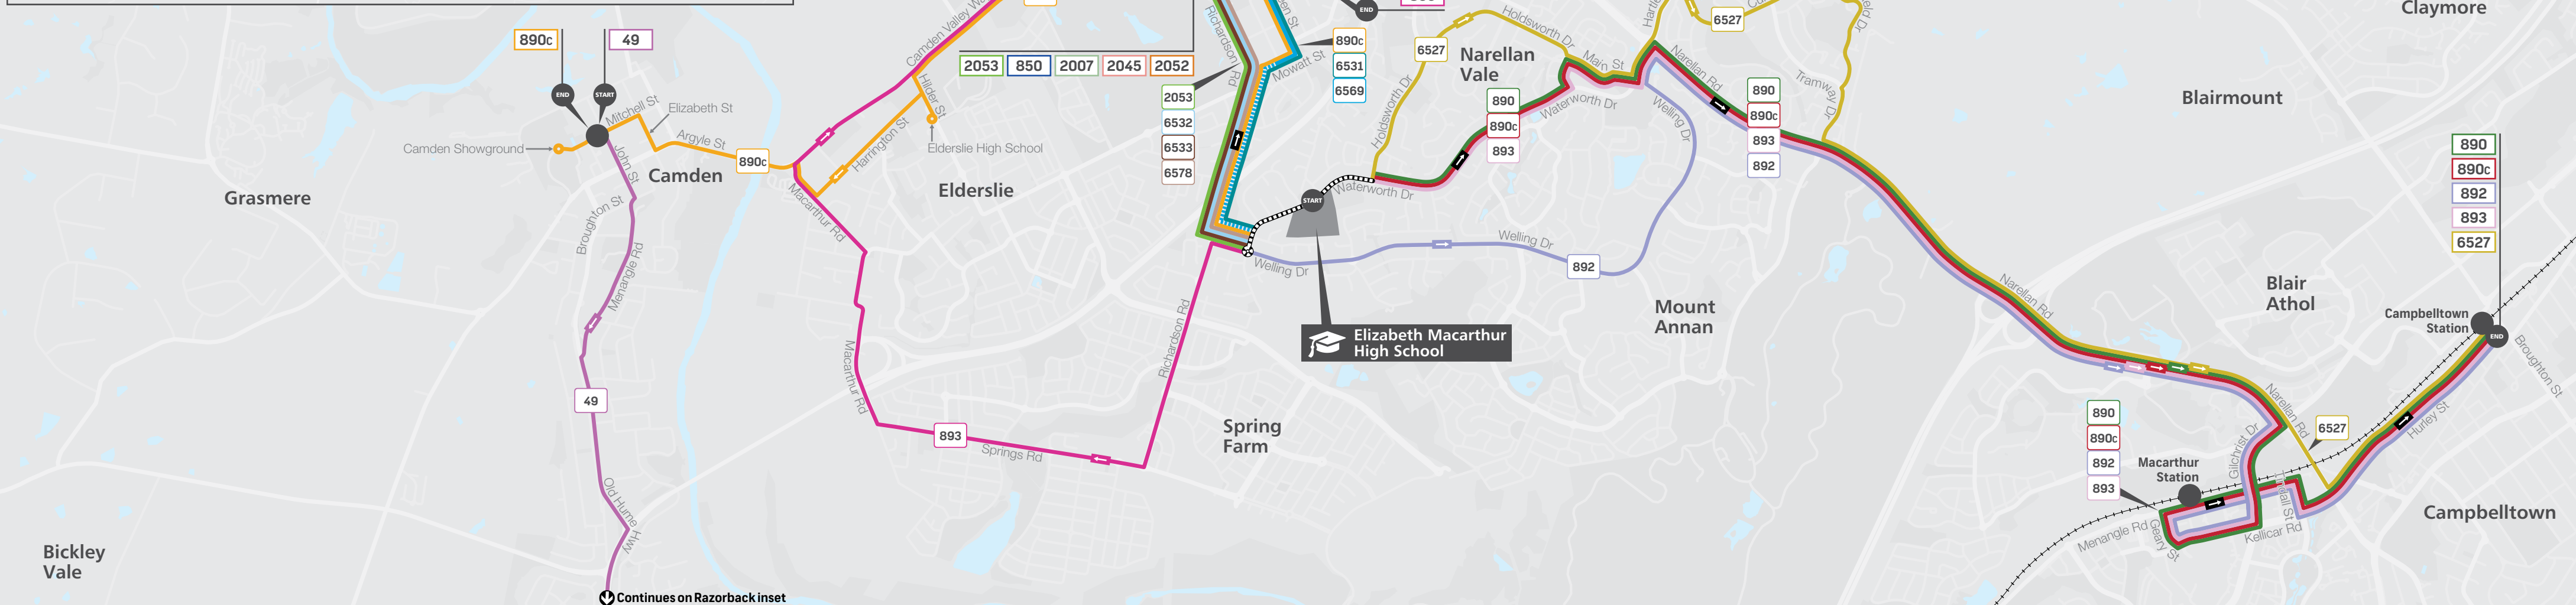 890c
49
END
START
Mitchell St
Elizabeth St
Camden Showground
Argyle St
890c
John St
Camden
Grasmere
Broughton St
Menangle Rd
49
Old Hume Hwy
Bickley
Vale
Continues on Razorback inset
Camden Valley Wa
Hilder St
Harrington St
Elderslie High School
Elderslie
Macarthur Rd
Macarthur Rd
893
Springs Rd
Richardson Rd
Spring
Farm
2053
850
2007
2045
2052
Richardson Rd
2053
6532
6533
6578
END
Mowatt St
890c
6531
6569
START
Waterworth Dr
Elizabeth Macarthur
High School
Welling Dr
Welling Dr
892
Mount
Annan
6527
Holdsworth Dr
Holdsworth Dr
Narellan
Vale
Main St
890
890c
893
Waterworth Dr
Welling Dr
Narellan Rd
6527
Tramway Dr
890
890c
893
892
Claymore
Blairmount
Narellan Rd
Blair
Athol
890
890c
892
893
6527
Campbelltown
Station
END
Broughton St
Narellan Rd
6527
Hurley St
Gilchrist Dr
890
890c
892
893
Macarthur
Station
Menangle Rd
Geary St
Kellicar Rd
Campbelltown